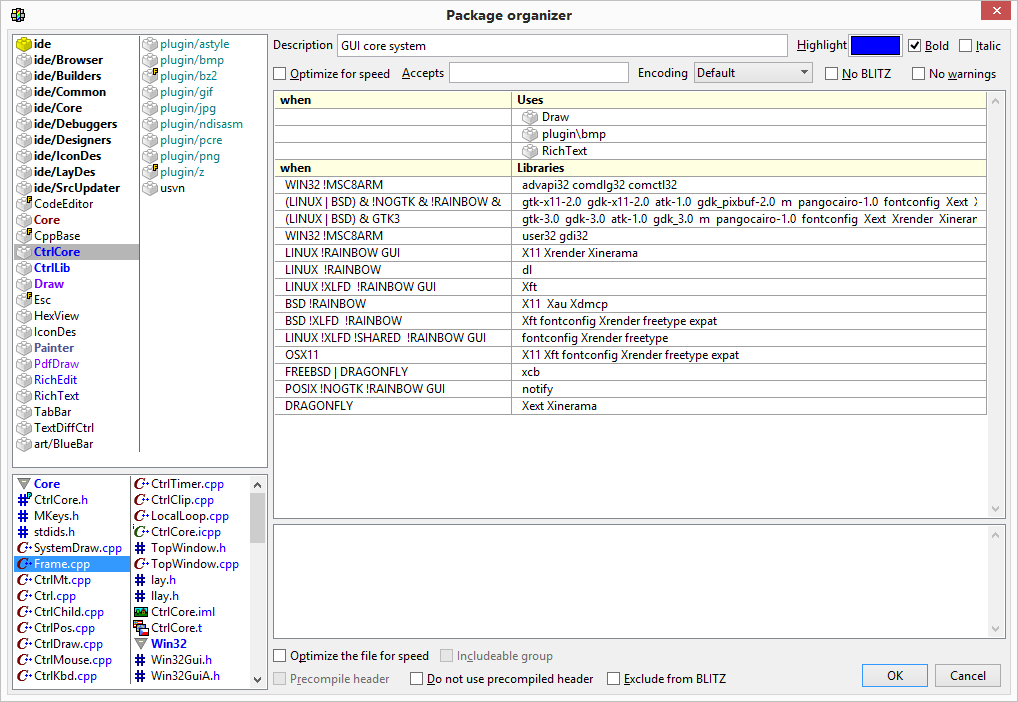 Package organizer
ide
ide/Browser
ide/Builders
ide/Common
ide/Core
ide/Debuggers
ide/Designers
ide/IconDes
ide/LayDes
ide/SrcUpdater
CodeEditor
Core
CppBase
CtrlCore
CtrlLib
Draw
Esc
HexView
IconDes
Painter
PdfDraw
RichEdit
RichText
TabBar
TextDiffCtrl
art/BlueBar
plugin/astyle
plugin/bmp
plugin/bz2
plugin/gif
plugin/jpg
plugin/ndisasm
plugin/pcre
plugin/png
plugin/z
usvn
Description GUI core system Highlight Bold Italic
Optimize for speed Accepts Encoding Default No BLITZ No warnings
when Uses
Draw
plugin\bmp
RichText
when Libraries
WIN32 !MSC8ARM advapi32 comdlg32 comctl32
(LINUX | BSD) & !NOGTK & !RAINBOW & gtk-x11-2.0 gdk-x11-2.0 atk-1.0 gdk_pixbuf-2.0 m pangocairo-1.0 fontconfig Xext
(LINUX | BSD) & GTK3 gtk-3.0 gdk-3.0 atk-1.0 gdk_3.0 m pangocairo-1.0 fontconfig Xext Xrender Xinerar
WIN32 !MSC8ARM user32 gdi32
LINUX !RAINBOW GUI X11 Xrender Xinerama
LINUX !RAINBOW dl
LINUX !XLFD !RAINBOW GUI Xft
BSD !RAINBOW X11 Xau Xdmcp
BSD !XLFD !RAINBOW Xft fontconfig Xrender freetype expat
LINUX !XLFD !SHARED !RAINBOW GUI fontconfig Xrender freetype
OSX11 X11 Xft fontconfig Xrender freetype expat
FREEBSD | DRAGONFLY xcb
POSIX !NOGTK !RAINBOW GUI notify
DRAGONFLY Xext Xinerama
Core
CtrlCore.h
MKeys.h
stdids.h
SystemDraw.cpp
Frame.cpp
CtrlMt.cpp
Ctrl.cpp
CtrlChild.cpp
CtrlPos.cpp
CtrlDraw.cpp
CtrlMouse.cpp
CtrlKbd.cpp
CtrlTimer.cpp
CtrlClip.cpp
LocalLoop.cpp
CtrlCore.icpp
TopWindow.h
TopWindow.cpp
lay.h
llay.h
CtrlCore.iml
CtrlCore.t
Win32
Win32Gui.h
Win32GuiA.h
Optimize the file for speed Includeable group
Precompile header Do not use precompiled header Exclude from BLITZ
OK Cancel